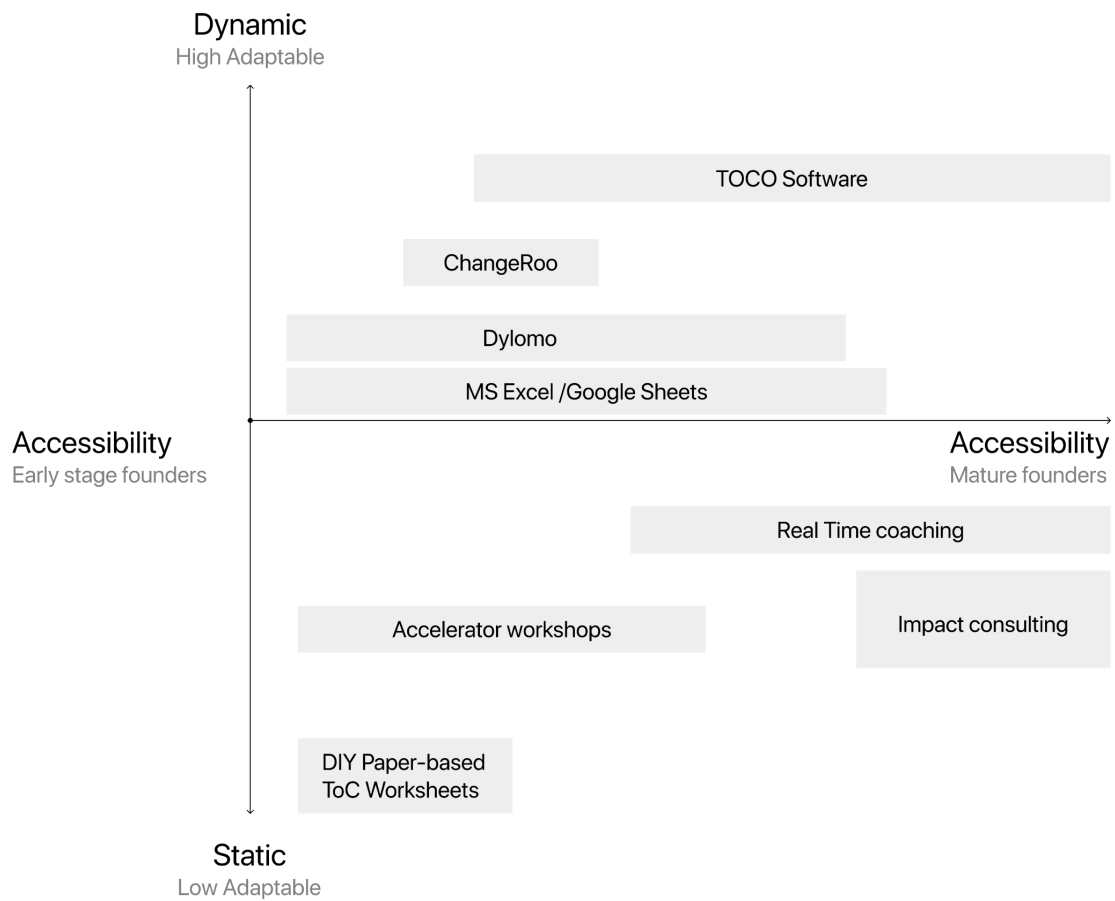 Dynamic
High Adaptable
TOCO Software
ChangeRoo
Dylomo
MS Excel /Google Sheets
Accessibility
Early stage founders
Accessibility
Mature founders
Real Time coaching
Impact consulting
Accelerator workshops
DIY Paper-based
ToC Worksheets
Static
Low Adaptable